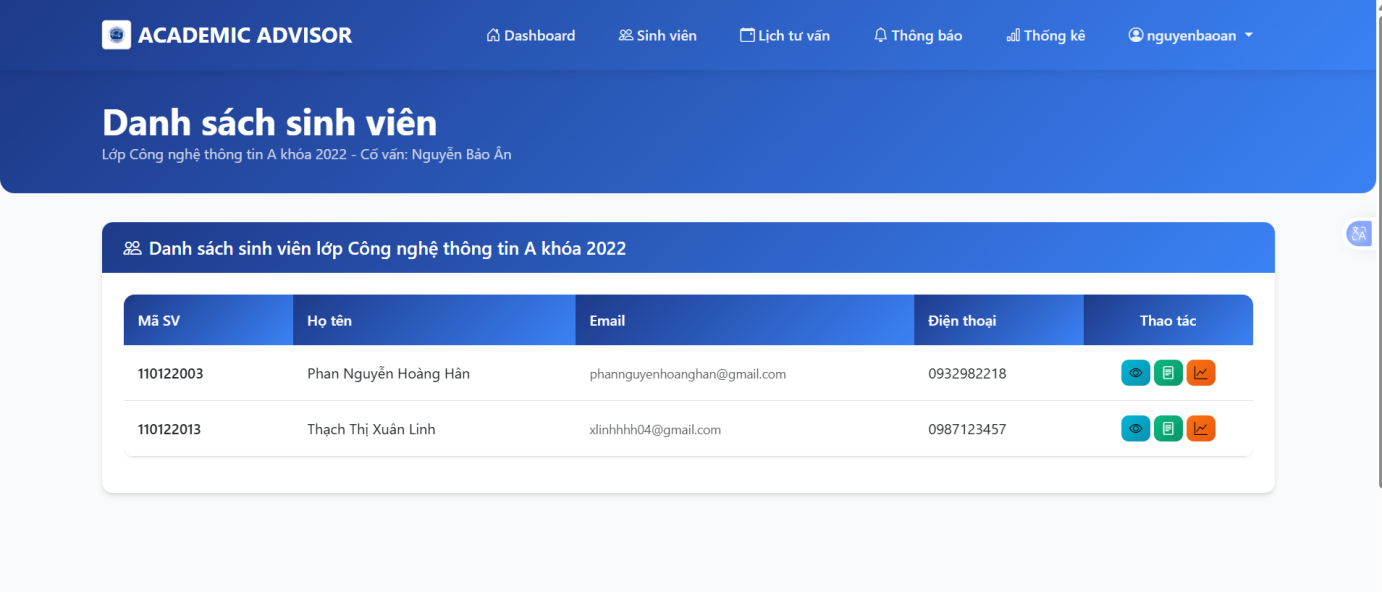 ACADEMIC ADVISOR Dashboard Sinh viên Lịch tư vấn Thông báo Thống kê nguyenbaoan
Danh sách sinh viên
Lớp Công nghệ thông tin A khóa 2022 - Cố vấn: Nguyễn Bảo Ân
Danh sách sinh viên lớp Công nghệ thông tin A khóa 2022
Mã SV Họ tên Email Điện thoại Thao tác
110122003 Phan Nguyễn Hoàng Hân phannguyenhoanghan@gmail.com 0932982218
110122013 Thạch Thị Xuân Linh xlinhhhh04@gmail.com 0987123457